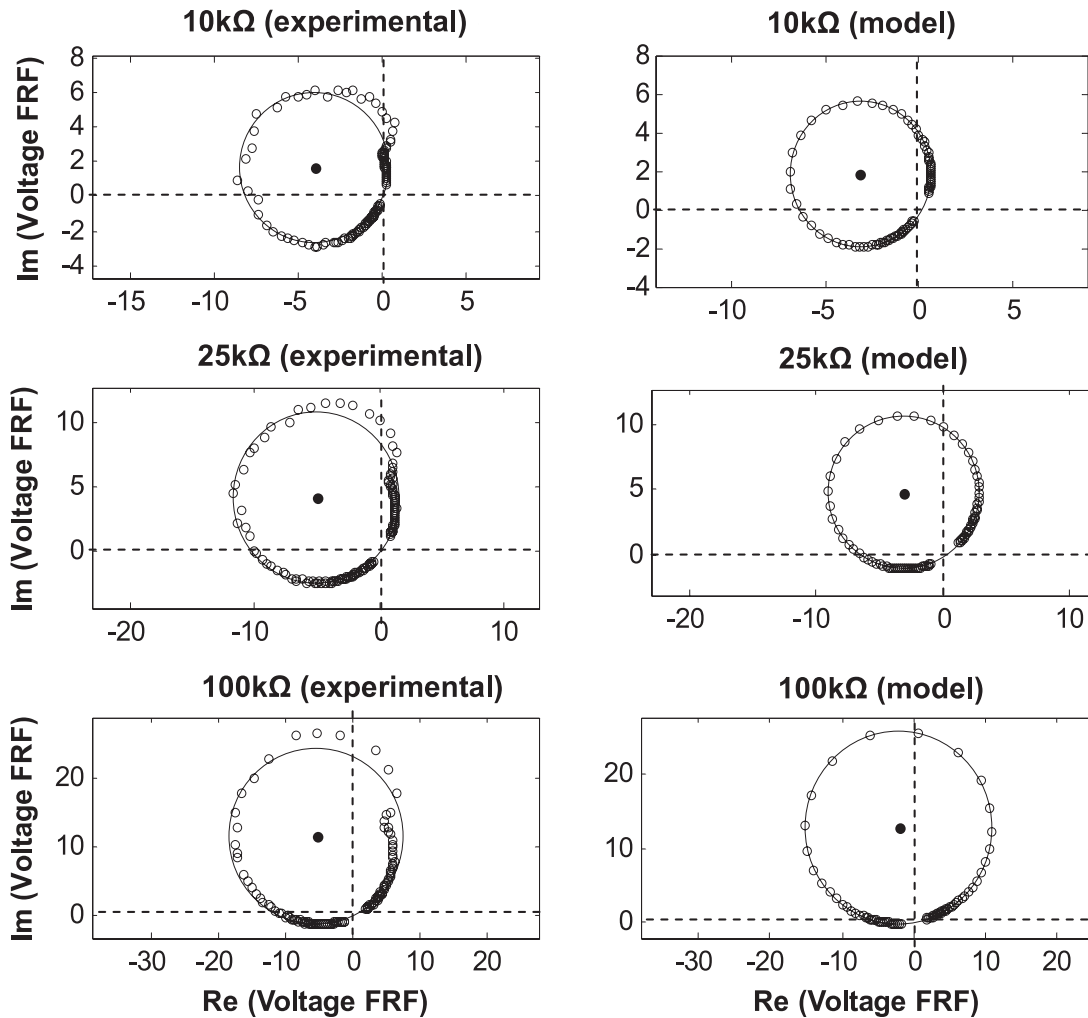 10kΩ (experimental)
Im (Voltage FRF)
8
6
4
2
0
-2
-4
-15 -10 -5 0 5
10kΩ (model)
8
6
4
2
0
-2
-4
-10 -5 0 5
25kΩ (experimental)
Im (Voltage FRF)
10
5
0
-20 -10 0 10
25kΩ (model)
10
5
0
-20 -10 0 10
100kΩ (experimental)
Im (Voltage FRF)
20
10
0
-30 -20 -10 0 10 20
Re (Voltage FRF)
100kΩ (model)
20
10
0
-30 -20 -10 0 10 20
Re (Voltage FRF)